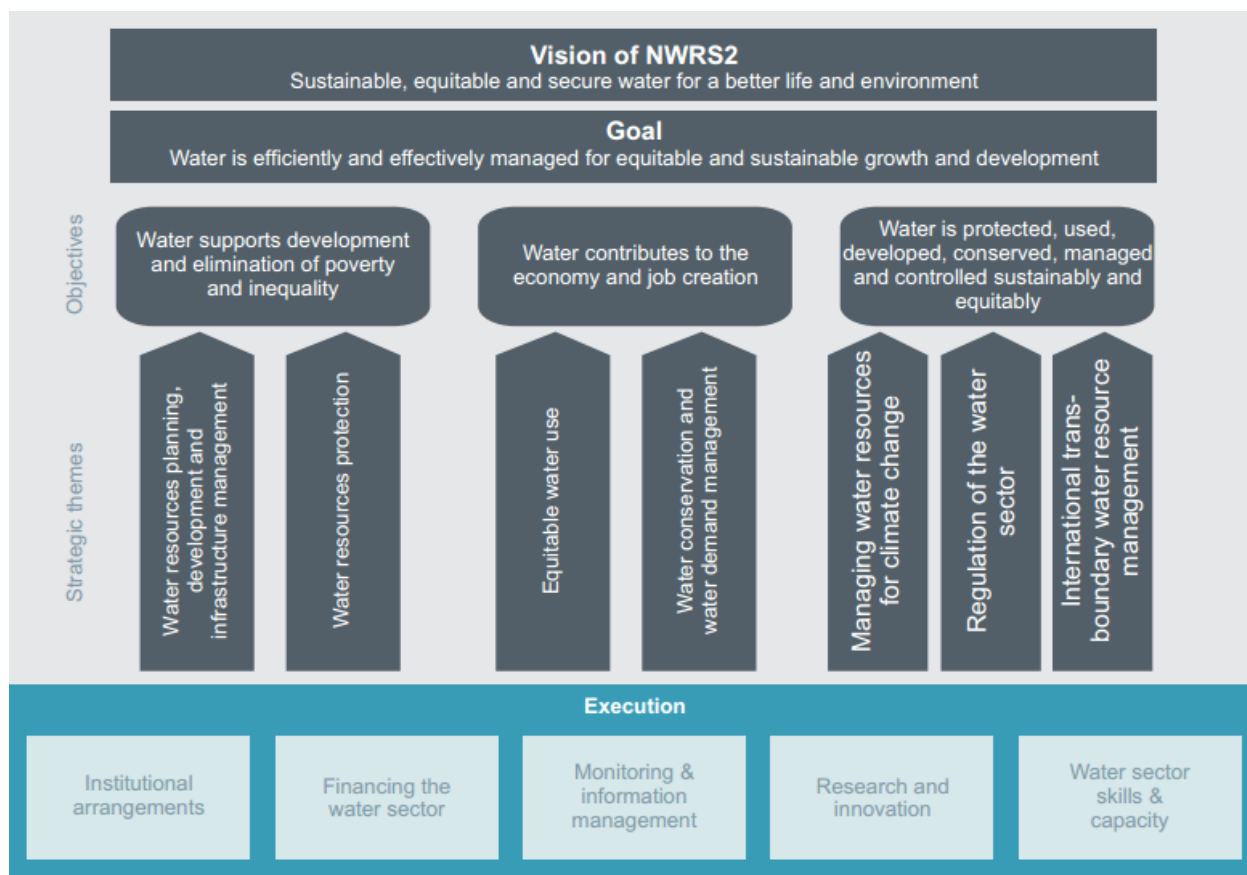 Vision of NWRS2
Sustainable, equitable and secure water for a better life and environment
Goal
Water is efficiently and effectively managed for equitable and sustainable growth and development
Objectives
Water supports development
and elimination of poverty
and inequality
Water contributes to the
economy and job creation
Water is protected, used,
developed, conserved, managed
and controlled sustainably and
equitably
Strategic themes
Water resources planning,
development and
infrastructure management
Water resources protection
Equitable water use
Water conservation and
water demand management
Managing water resources
for climate change
Regulation of the water
sector
International trans-
boundary water resource
management
Execution
Institutional
arrangements
Financing the
water sector
Monitoring &
information
management
Research and
innovation
Water sector
skills &
capacity